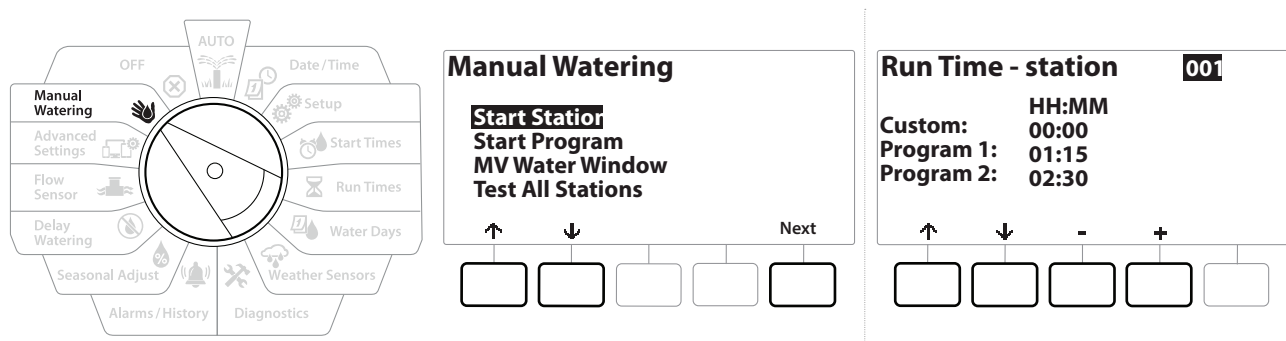 AUTO
OFF
Date/Time
Manual
Watering
Setup
Advanced
Settings
Start Times
Flow
Sensor
Run Times
Delay
Watering
Water Days
Seasonal Adjust
Weather Sensors
Alarms/History
Diagnostics
Manual Watering
Start Station
Start Program
MV Water Window
Test All Stations
Next
Run Time - station 001
HH:MM
Custom: 00:00
Program 1: 01:15
Program 2: 02:30
- +